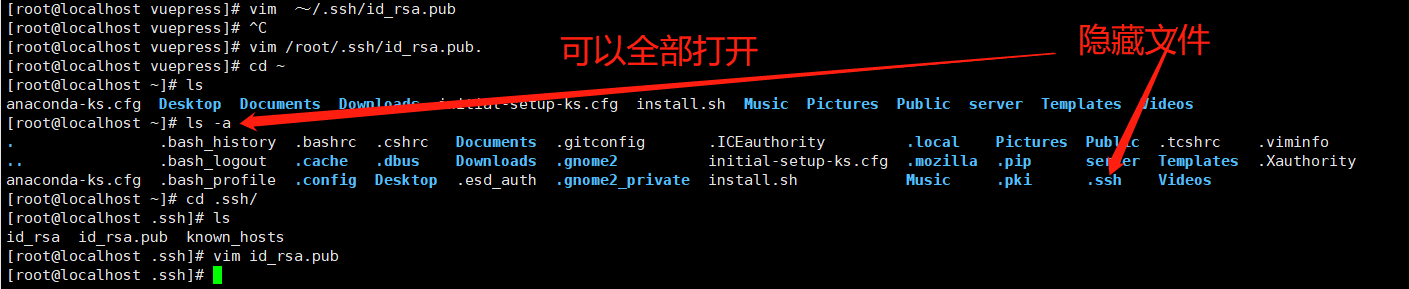 [root@localhost vuepress]# vim  ～/.ssh/id_rsa.pub
[root@localhost vuepress]# ^C
[root@localhost vuepress]# vim /root/.ssh/id_rsa.pub.
[root@localhost vuepress]# cd ~
[root@localhost ~]# ls
anaconda-ks.cfg  Desktop  Documents  Downloads  initial-setup-ks.cfg  install.sh  Music  Pictures  Public  server  Templates  Videos
[root@localhost ~]# ls -a
.  .bash_history  .bashrc  .cshrc  Documents  .gitconfig  .ICEauthority  .local  Pictures  Public  .tcshrc  .viminfo
..  .bash_logout  .cache  .dbus  Downloads  .gnome2  initial-setup-ks.cfg  .mozilla  .pip  server  Templates  .Xauthority
anaconda-ks.cfg  .bash_profile  .config  Desktop  .esd_auth  .gnome2_private  install.sh  Music  .pki  .ssh  Videos
[root@localhost ~]# cd .ssh/
[root@localhost .ssh]# ls
id_rsa  id_rsa.pub  known_hosts
[root@localhost .ssh]# vim id_rsa.pub
[root@localhost .ssh]#
可以全部打开
隐藏文件